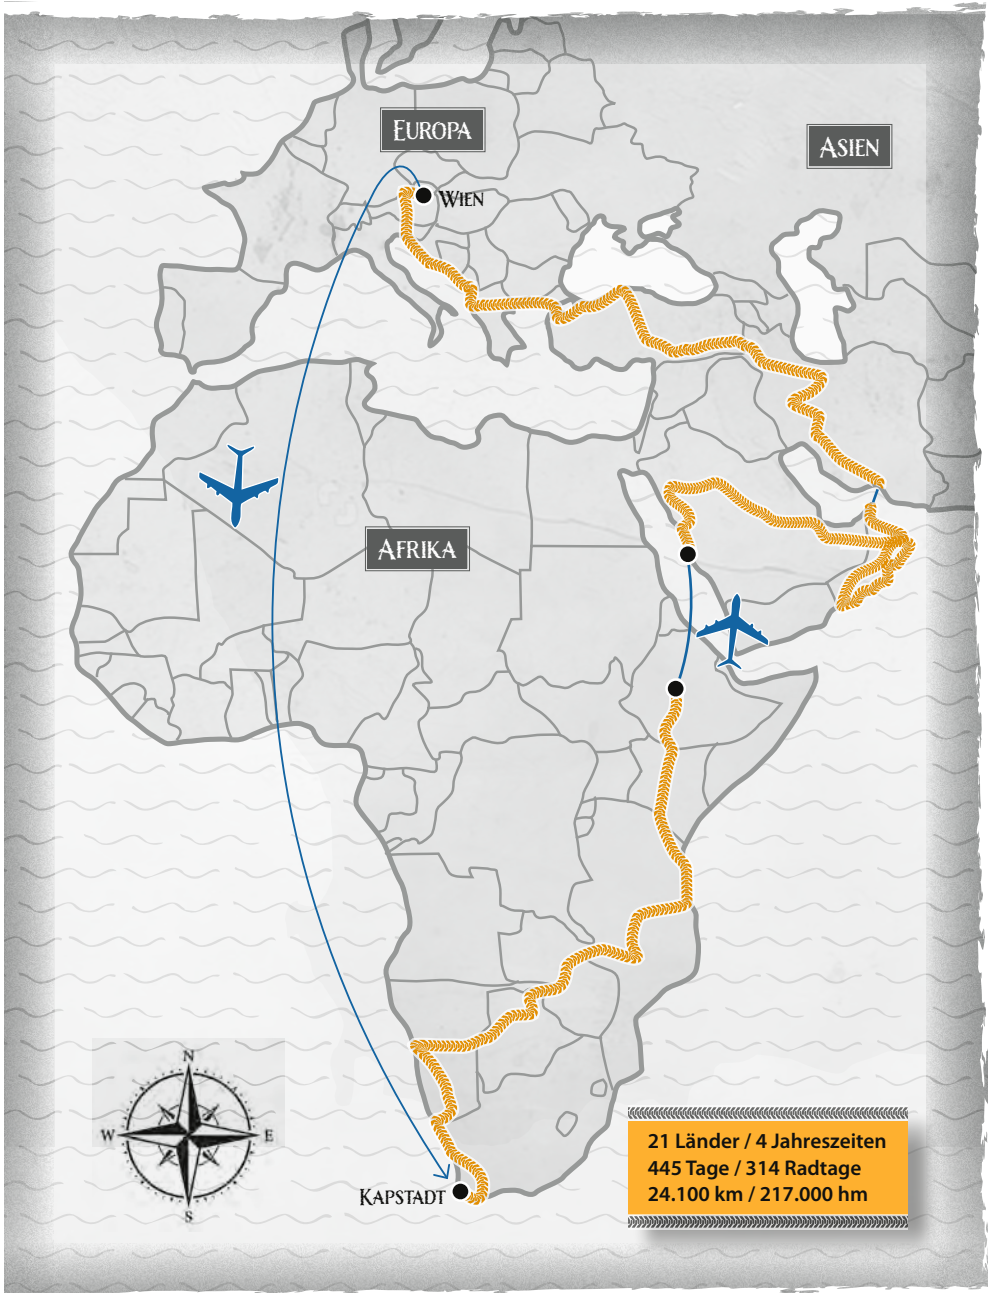 EUROPA
ASIEN
WIEN
AFRIKA
N
W
E
S
KAPSTADT
21 Länder / 4 Jahreszeiten
445 Tage / 314 Radtage
24.100 km / 217.000 hm